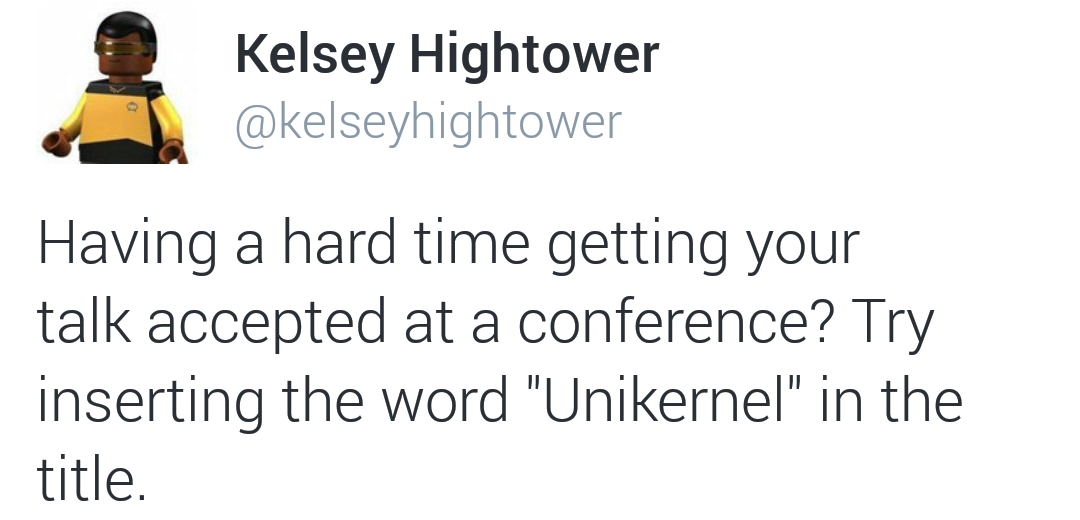 Kelsey Hightower
@kelseyhightower
Having a hard time getting your
talk accepted at a conference? Try
inserting the word "Unikernel" in the
title.